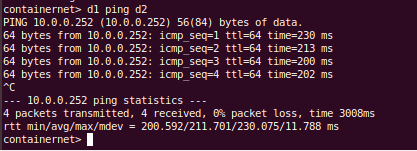 containernet> d1 ping d2
PING 10.0.0.252 (10.0.0.252) 56(84) bytes of data.
64 bytes from 10.0.0.252: icmp_seq=1 ttl=64 time=230 ms
64 bytes from 10.0.0.252: icmp_seq=2 ttl=64 time=213 ms
64 bytes from 10.0.0.252: icmp_seq=3 ttl=64 time=200 ms
64 bytes from 10.0.0.252: icmp_seq=4 ttl=64 time=202 ms
^C
--- 10.0.0.252 ping statistics ---
4 packets transmitted, 4 received, 0% packet loss, time 3008ms
rtt min/avg/max/mdev = 200.592/211.701/230.075/11.788 ms
containernet>